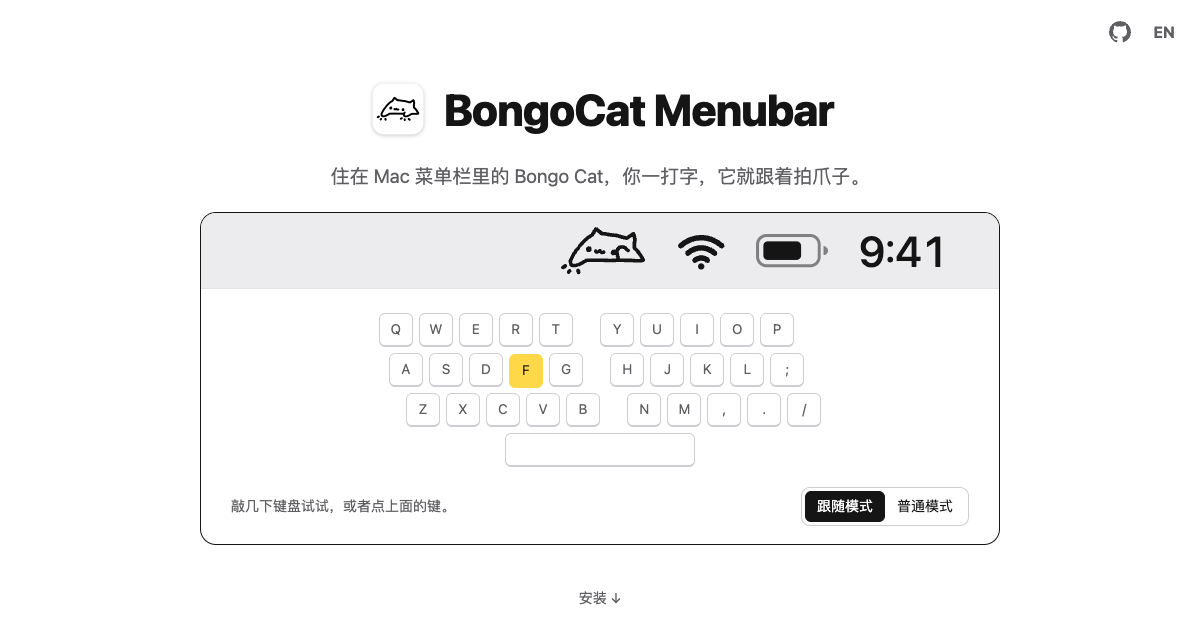 EN
BongoCat Menubar
住在 Mac 菜单栏里的 Bongo Cat，你一打字，它就跟着拍爪子。
9:41
Q W E R T Y U I O P
A S D F G H J K L ;
Z X C V B N M , . /
敲几下键盘试试，或者点上面的键。
跟随模式 普通模式
安装 ↓